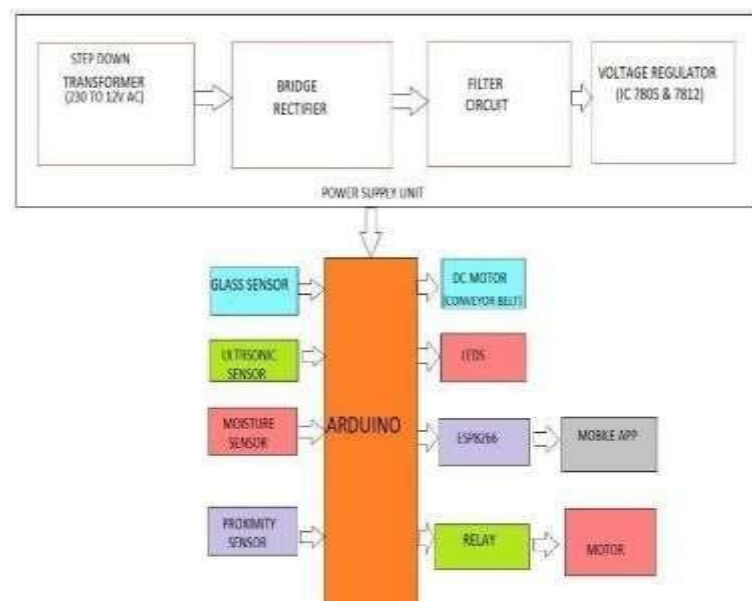 STEP DOWN
TRANSFORMER
(230 TO 12V AC)
BRIDGE
RECTIFIER
FILTER
CIRCUIT
VOLTAGE REGULATOR
(IC 7805 & 7812)
POWER SUPPLY UNIT
GLASS SENSOR
ULTRSONIC
SENSOR
MOISTURE
SENSOR
PROXIMITY
SENSOR
ARDUINO
DC MOTOR
(CONVEYOR BELT)
LEDS
ESP8266
MOBILE APP
RELAY
MOTOR